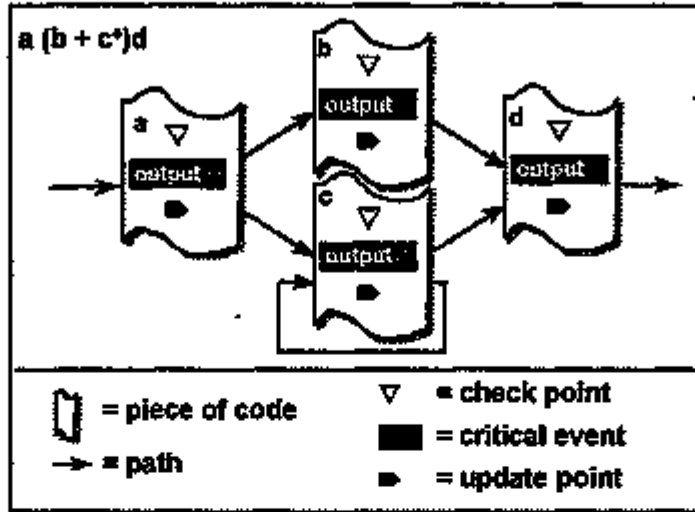 a (b + c*)d
a
output
b
output
c
output
d
output
= piece of code
= path
= check point
= critical event
= update point